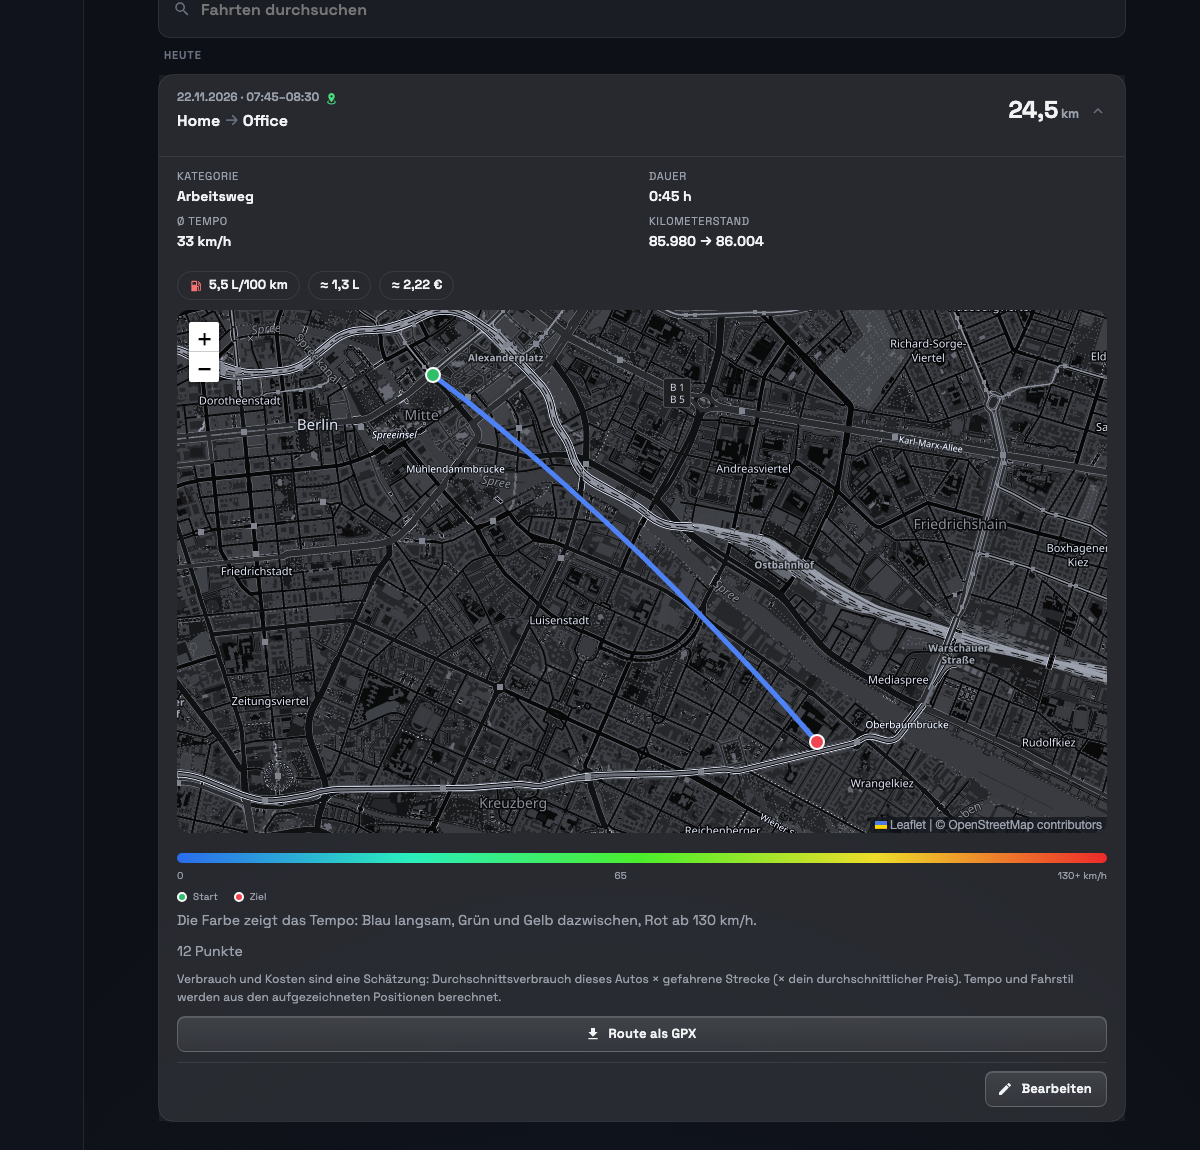 Fahrten durchsuchen
HEUTE
22.11.2026 · 07:45–08:30
Home → Office
24,5 km
KATEGORIE
Arbeitsweg
DAUER
0:45 h
Ø TEMPO
33 km/h
KILOMETERSTAND
85.980 → 86.004
5,5 L/100 km
≈ 1,3 L
≈ 2,22 €
+
−
Spree
Spreekanal
Alexanderplatz
Richard-Sorge-
Viertel
Dorotheenstadt
B 1
B 5
Mitte
Berlin
Spreeinsel
Karl-Marx-Allee
Mühlendammbrücke
Spree
Andreasviertel
Friedrichshain
Boxhagener
Kiez
Ostbahnhof
Friedrichstadt
Spree
Luisenstadt
Warschauer
Straße
Mediaspree
Zeitungsviertel
Oberbaumbrücke
Rudolfkiez
Wrangelkiez
Kreuzberg
Reichenberger
Wiener S
Leaflet | © OpenStreetMap contributors
0
65
130+ km/h
Start
Ziel
Die Farbe zeigt das Tempo: Blau langsam, Grün und Gelb dazwischen, Rot ab 130 km/h.
12 Punkte
Verbrauch und Kosten sind eine Schätzung: Durchschnittsverbrauch dieses Autos × gefahrene Strecke (× dein durchschnittlicher Preis). Tempo und Fahrstil
werden aus den aufgezeichneten Positionen berechnet.
Route als GPX
Bearbeiten